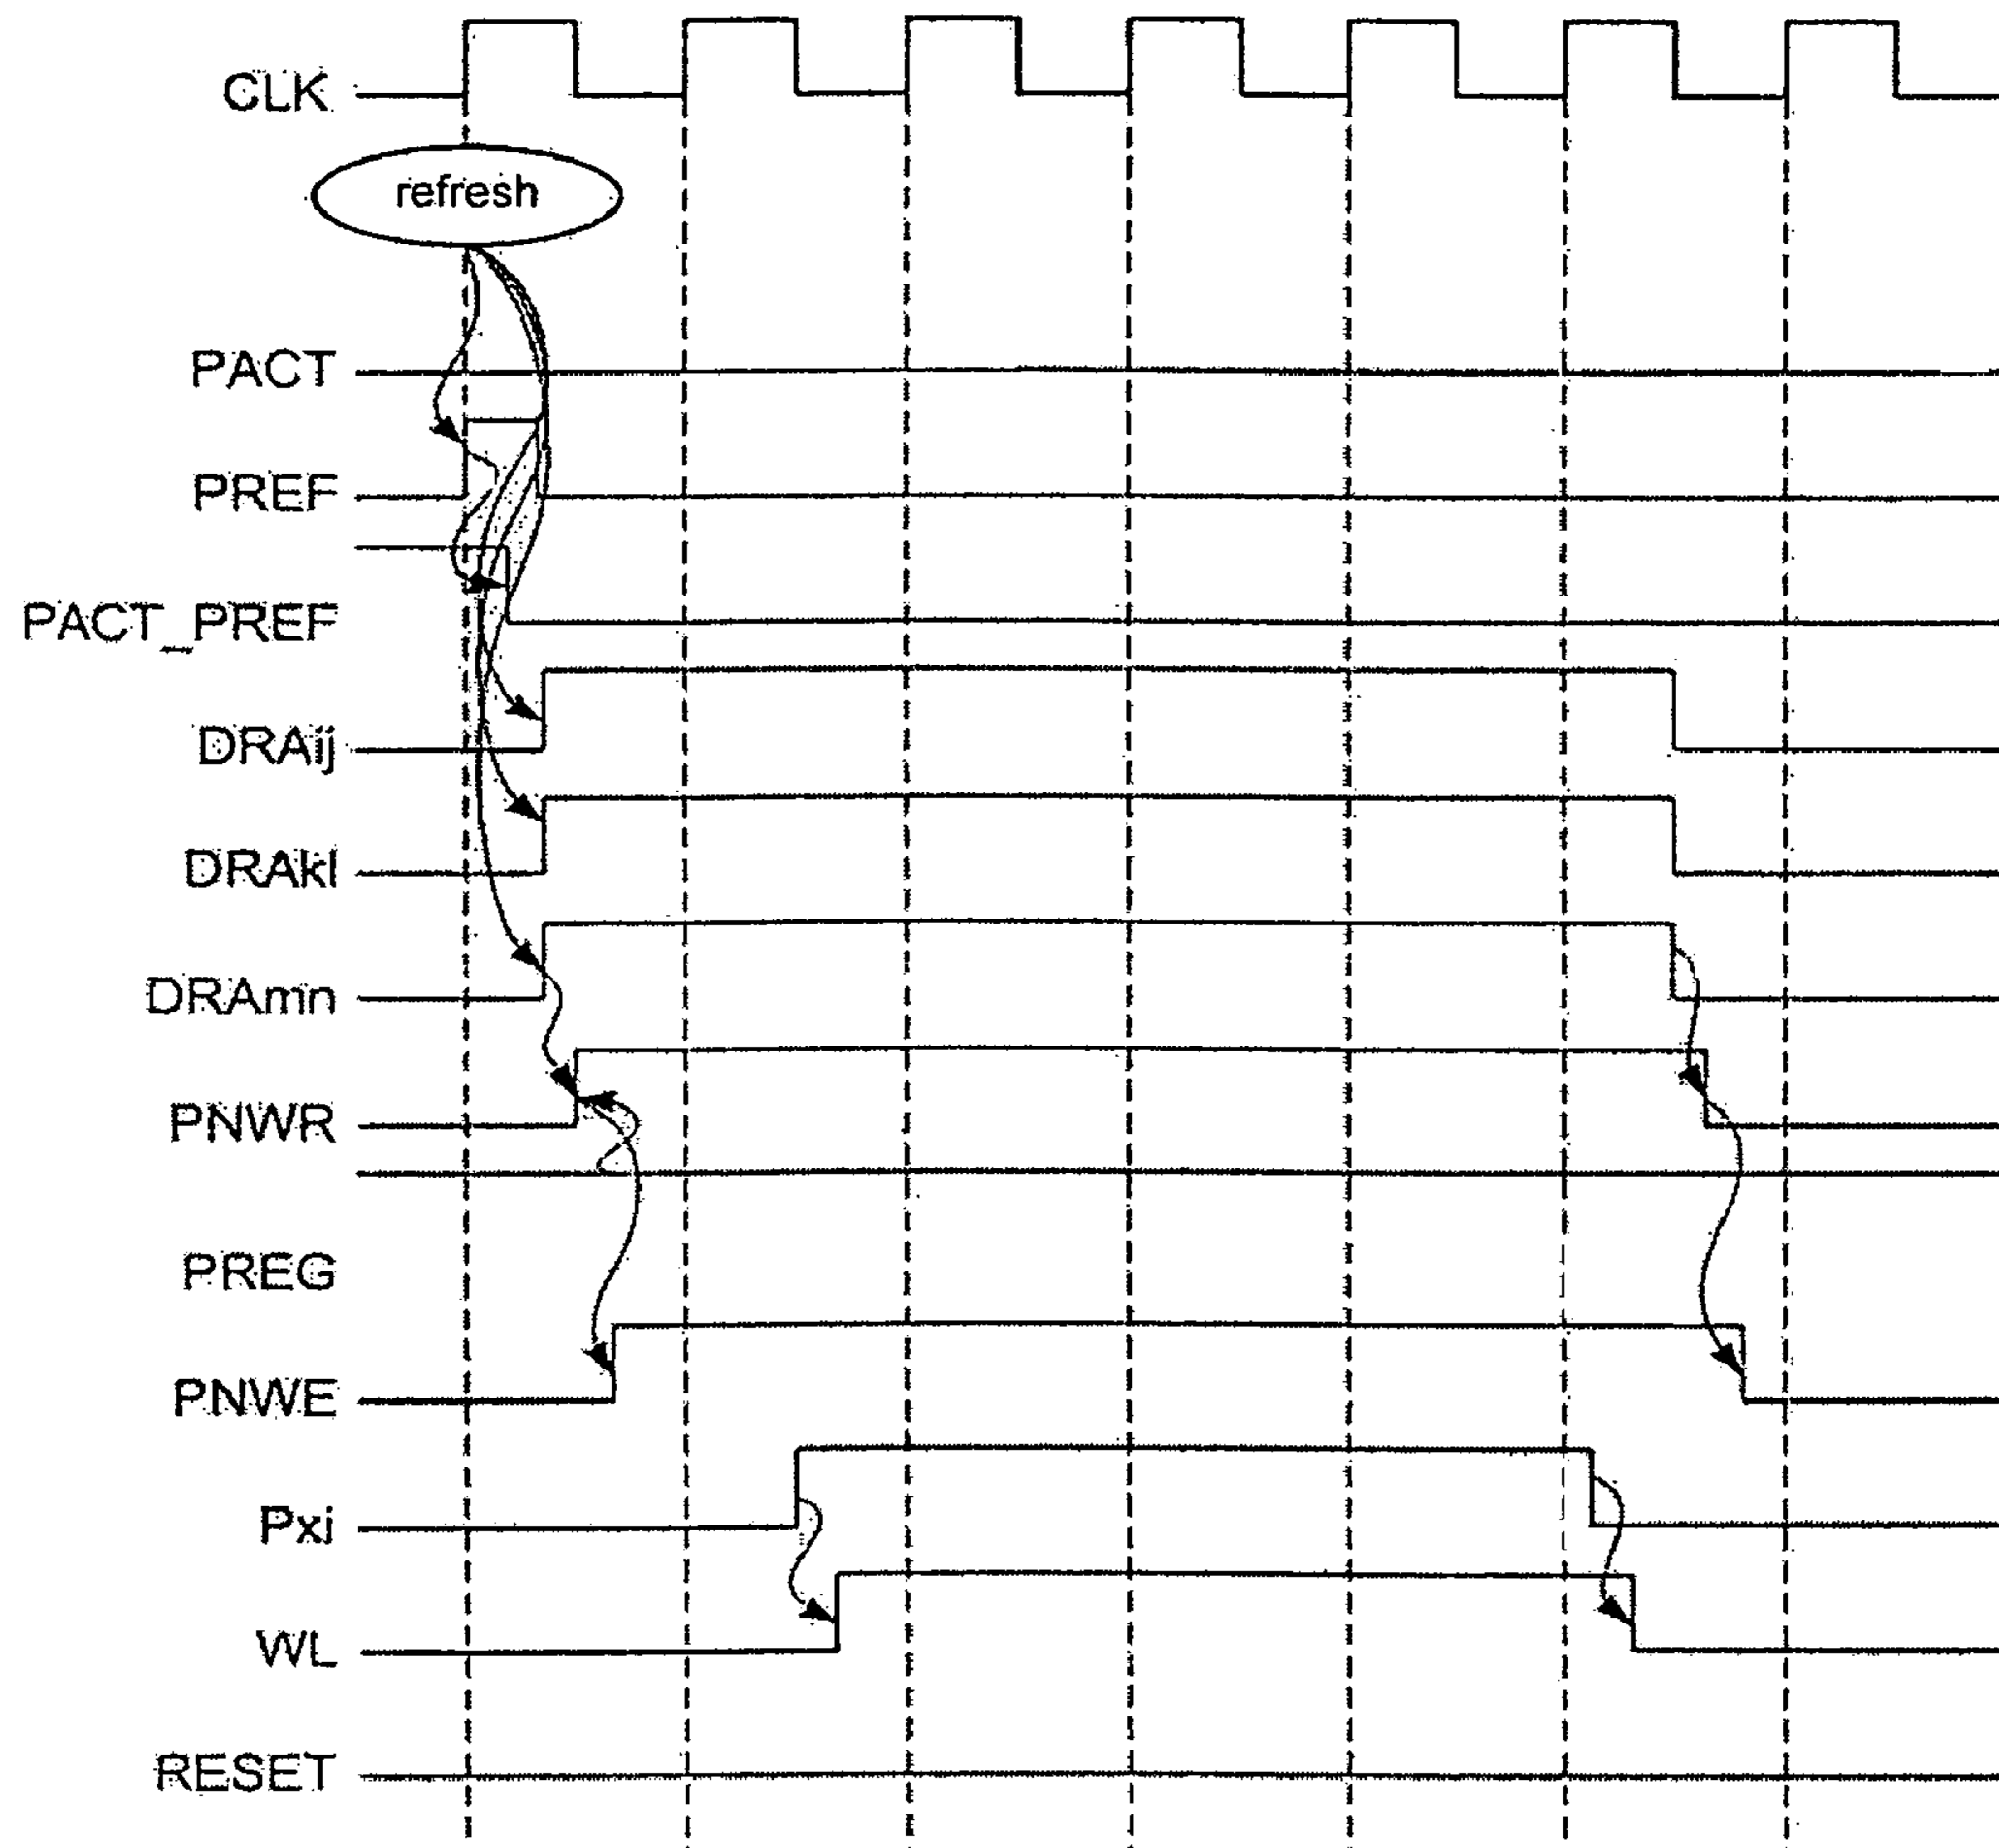 CLK
refresh
PACT
PREF
PACT_PREF
DRAij
DRAkl
DRAmn
PNWR
PREG
PNWE
Pxi
WL
RESET